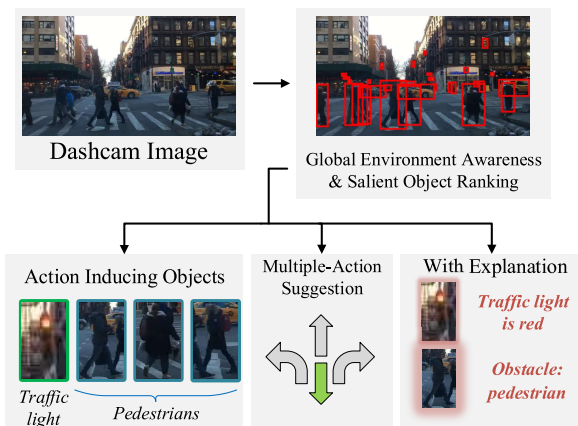 Dashcam Image
Global Environment Awareness
& Salient Object Ranking
Action Inducing Objects
Traffic
light
Pedestrians
Multiple-Action
Suggestion
With Explanation
Traffic light
is red
Obstacle:
pedestrian